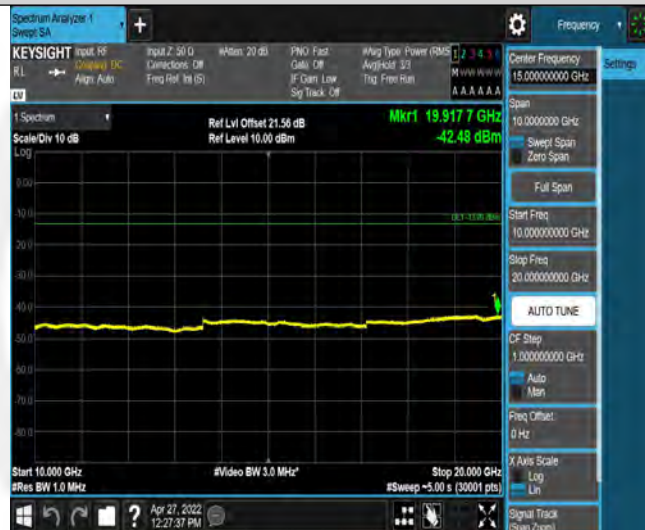 Spectrum Analyzer 1
Swept SA
Frequency
KEYSIGHT
Input: RF
Coupling: DC
Align: Auto
Input Z: 50 Ω
Corrections: Off
Freq Ref: Int (S)
#Atten: 20 dB
PNO: Fast
Gate: Off
IF Gain: Low
Sig Track: Off
#Avg Type: Power (RMS
Avg|Hold: 3/3
Trig: Free Run
1 2 3 4 5 6
M W W W W W
A A A A A A
RL
LXI
1 Spectrum
Scale/Div 10 dB
Log
Ref Lvl Offset 21.56 dB
Ref Level 10.00 dBm
Mkr1 19.917 7 GHz
-42.48 dBm
0.00
-10.0
-20.0
-30.0
-40.0
-50.0
-60.0
-70.0
-80.0
1
Start 10.000 GHz
#Res BW 1.0 MHz
#Video BW 3.0 MHz*
Stop 20.000 GHz
#Sweep ~5.00 s (30001 pts)
Apr 27, 2022
12:27:37 PM
Center Frequency
15.000000000 GHz
Settings
Span
10.0000000 GHz
Swept Span
Zero Span
Full Span
Start Freq
10.000000000 GHz
Stop Freq
20.000000000 GHz
AUTO TUNE
CF Step
1.000000000 GHz
Auto
Man
Freq Offset
0 Hz
X Axis Scale
Log
Lin
Signal Track
(Span Zoom)